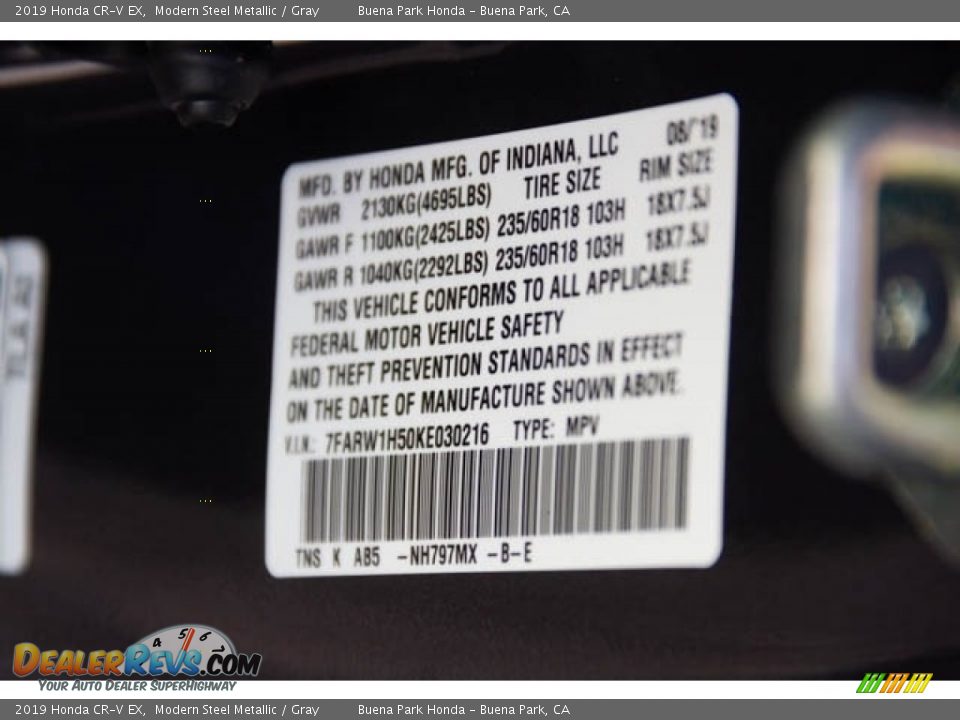 2019 Honda CR-V EX, Modern Steel Metallic / Gray Buena Park Honda - Buena Park, CA
MFD. BY HONDA MFG. OF INDIANA, LLC 08/'19
GVWR 2130KG(4695LBS) TIRE SIZE RIM SIZE
GAWR F 1100KG(2425LBS) 235/60R18 103H 18X7.5J
GAWR R 1040KG(2292LBS) 235/60R18 103H 18X7.5J
THIS VEHICLE CONFORMS TO ALL APPLICABLE
FEDERAL MOTOR VEHICLE SAFETY
AND THEFT PREVENTION STANDARDS IN EFFECT
ON THE DATE OF MANUFACTURE SHOWN ABOVE.
V.I.N.: 7FARW1H50KE030216 TYPE: MPV
TNS K AB5 -NH797MX -B-E
4 5 6
DEALERREVS.COM
YOUR AUTO DEALER SUPERHIGHWAY
2019 Honda CR-V EX, Modern Steel Metallic / Gray Buena Park Honda - Buena Park, CA